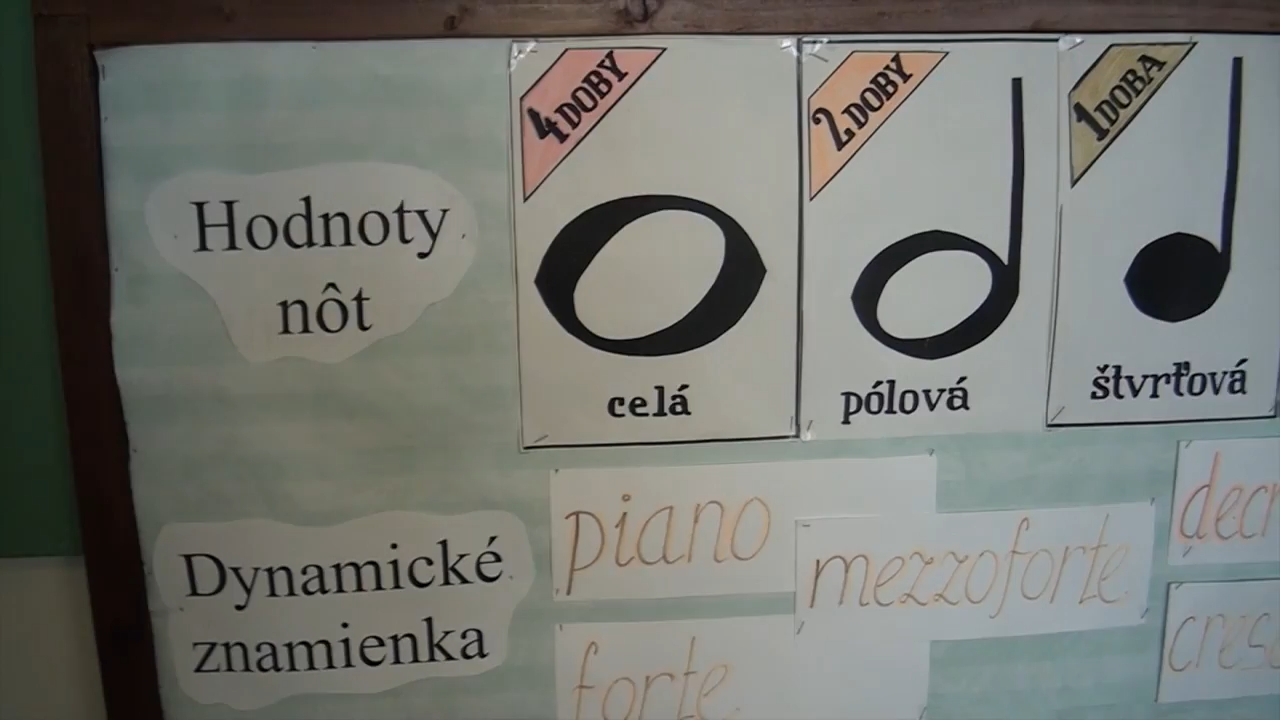 4 DOBY
2 DOBY
1 DOBA
Hodnoty
nôt
celá
pólová
štvrťová
piano
mezzoforte
Dynamické
znamienka
forte